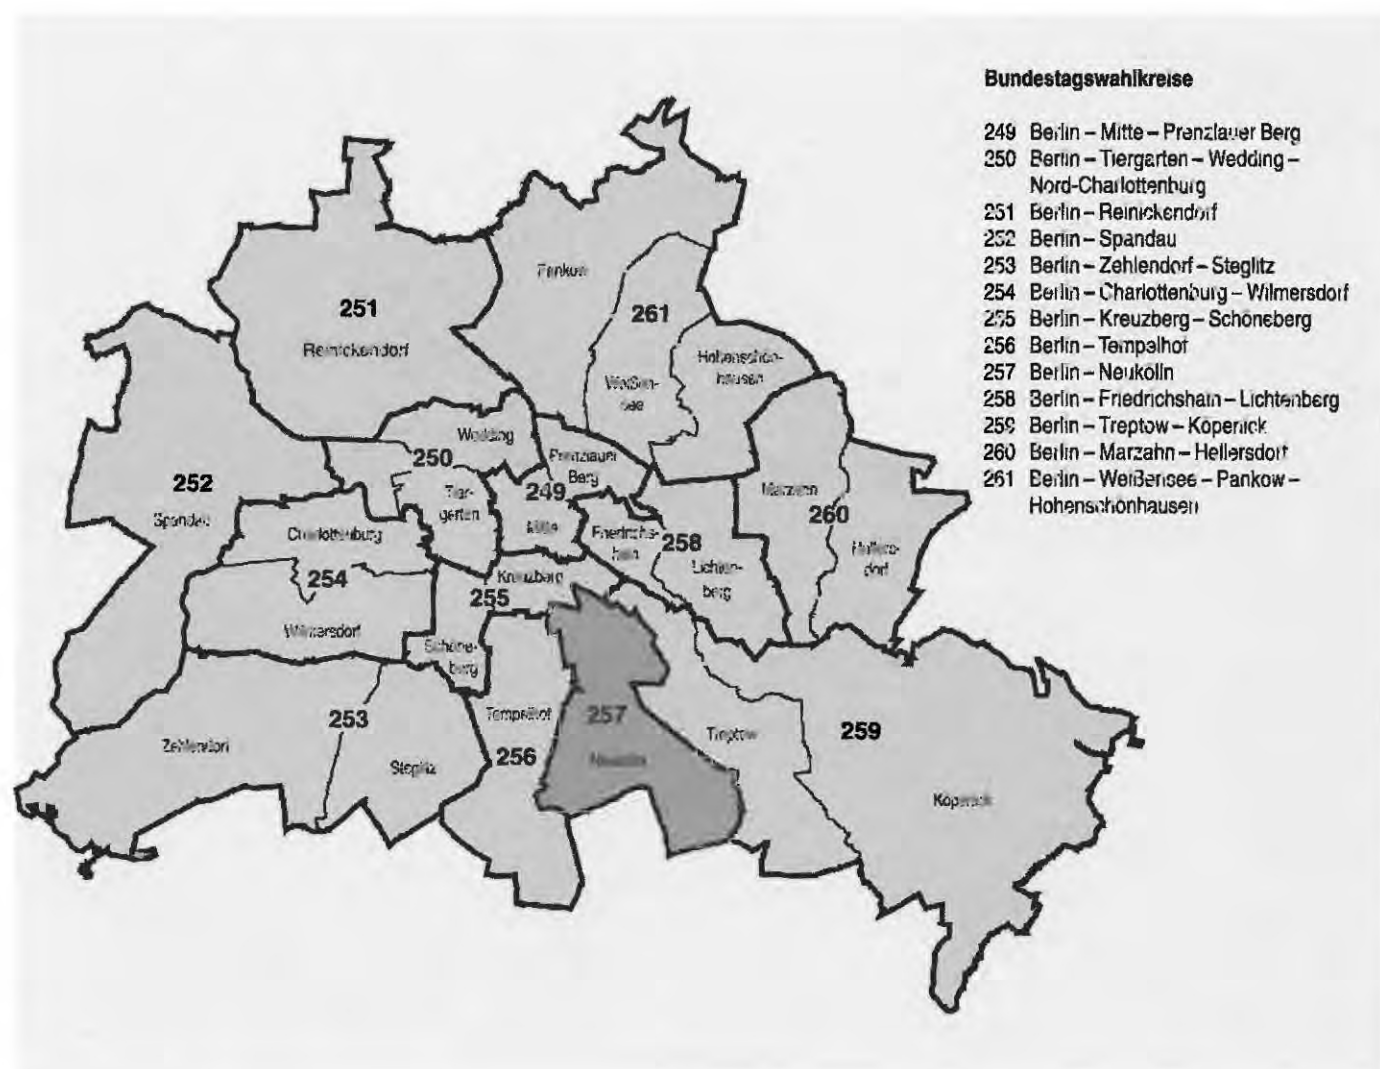 Bundestagswahlkreise
249 Berlin – Mitte – Prenzlauer Berg
250 Berlin – Tiergarten – Wedding –
Nord-Charlottenburg
251 Berlin – Reinickendorf
252 Berlin – Spandau
253 Berlin – Zehlendorf – Steglitz
254 Berlin – Charlottenburg – Wilmersdorf
255 Berlin – Kreuzberg – Schöneberg
256 Berlin – Tempelhof
257 Berlin – Neukölln
258 Berlin – Friedrichshain – Lichtenberg
259 Berlin – Treptow – Köpenick
260 Berlin – Marzahn – Hellersdorf
261 Berlin – Weißensee – Pankow –
Hohenschönhausen
Pankow
251
Reinickendorf
261
Hohenschön-
hausen
Weißen-
see
Wedding
250
Prenzlauer
Berg
252
Spandau
Tier-
garten
249
Mitte
Marzahn
260
Charlottenburg
Friedrichs-
hain
258
Lichten-
berg
Hellers-
dorf
254
Kreuzberg
255
Wilmersdorf
Schöne-
berg
253
Zehlendorf
Steglitz
Tempelhof
256
257
Neukölln
Treptow
259
Köpenick